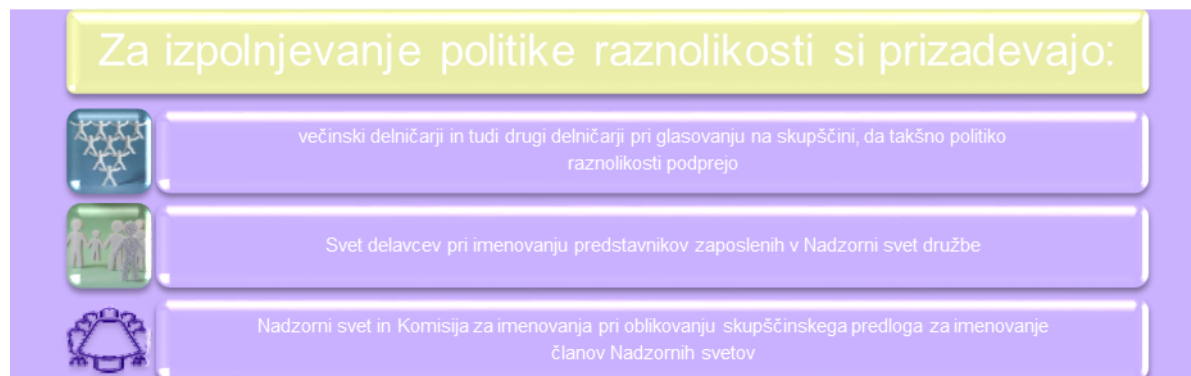 Za izpolnjevanje politike raznolikosti si prizadevajo:
večinski delničarji in tudi drugi delničarji pri glasovanju na skupščini, da takšno politiko
raznolikosti podprejo
Svet delavcev pri imenovanju predstavnikov zaposlenih v Nadzorni svet družbe
Nadzorni svet in Komisija za imenovanja pri oblikovanju skupščinskega predloga za imenovanje
članov Nadzornih svetov